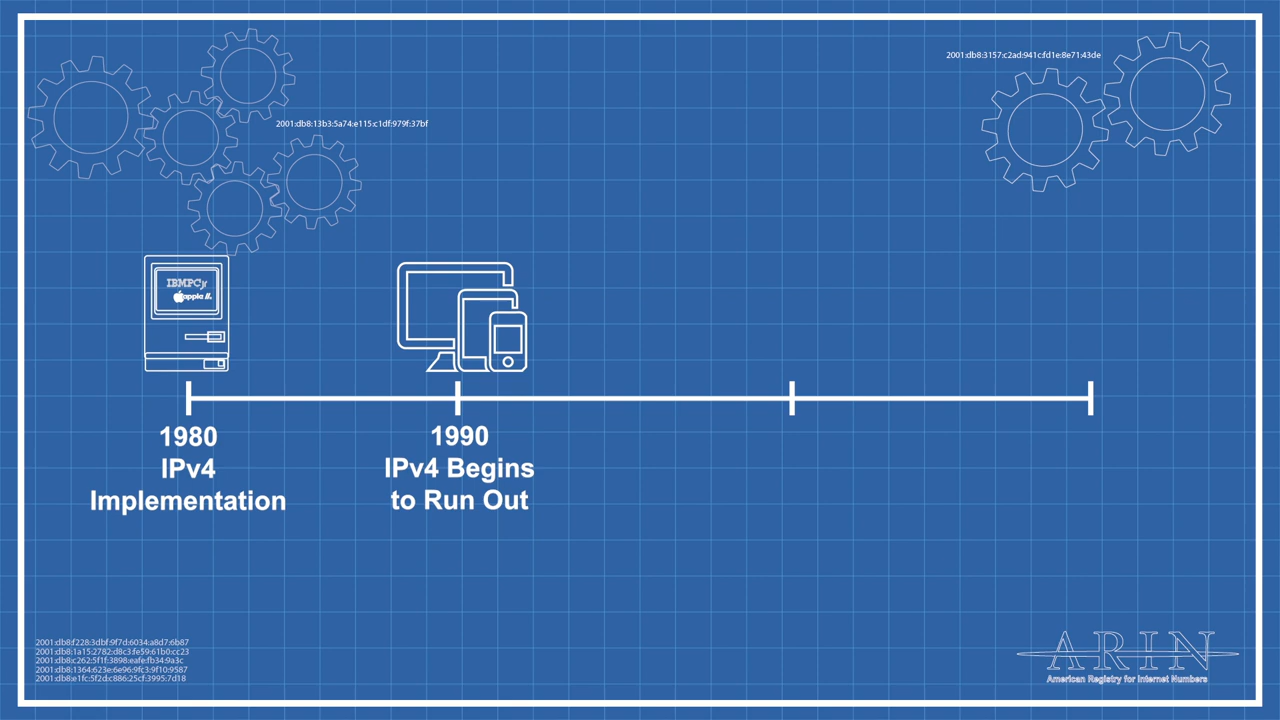 2001:db8:3157:c2ad:941c:fd1e:8e71:43de
2001:db8:13b3:5a74:e115:c1df:979f:37bf
IBMPCjr
apple II.
1980
IPv4
Implementation
1990
IPv4 Begins
to Run Out
2001:db8:f228:3dbf:9f7d:6034:a8d7:6b87
2001:db8:1a15:2782:d8c3:fe59:61b0:cc23
2001:db8:c262:5f1f:3898:eafe:fb34:9a3c
2001:db8:1364:623e:6e96:9fc3:9f10:9587
2001:db8:e1fc:5f2d:c886:25cf:3995:7d18
ARIN
American Registry for Internet Numbers